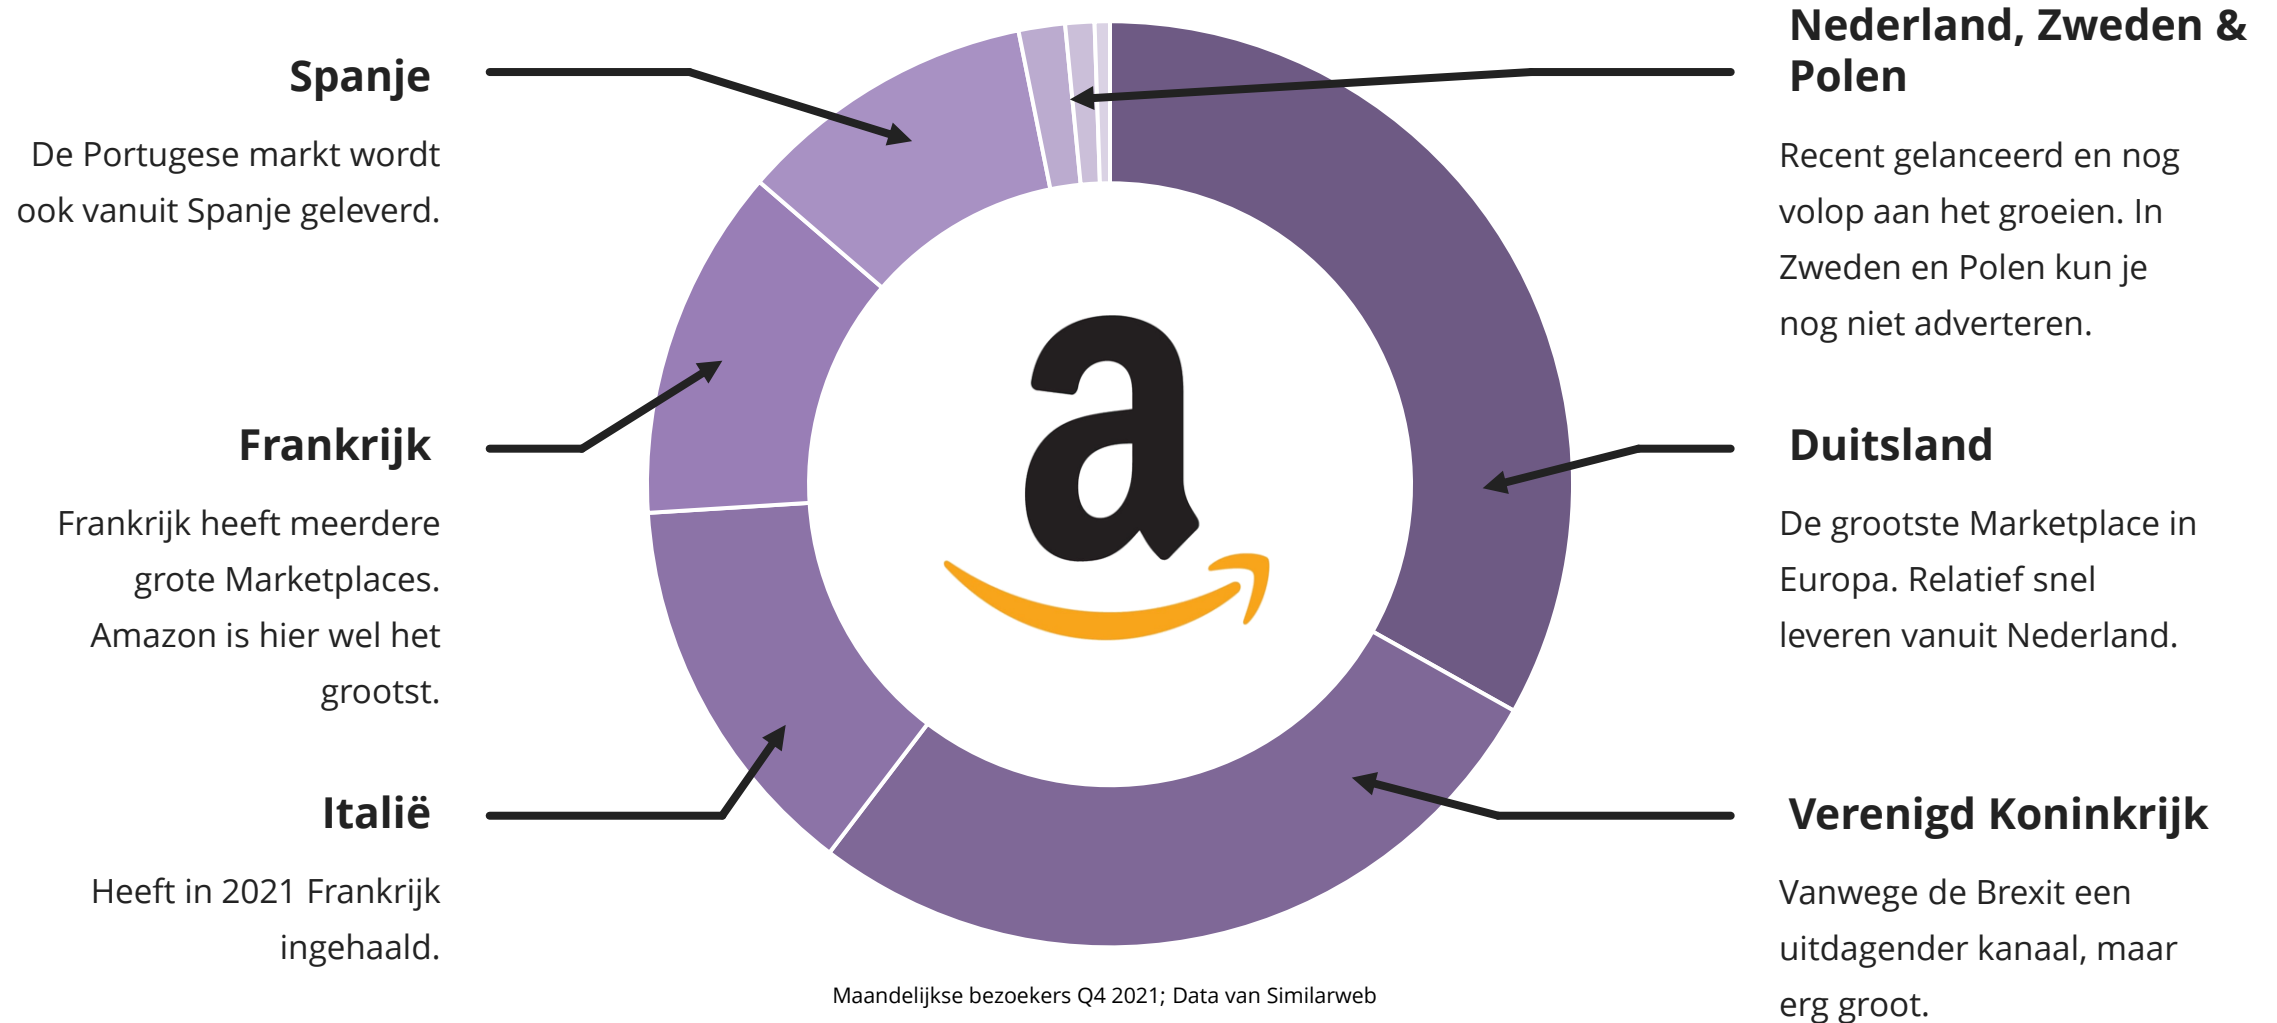 Spanje
De Portugese markt wordt
ook vanuit Spanje geleverd.
Frankrijk
Frankrijk heeft meerdere
grote Marketplaces.
Amazon is hier wel het
grootst.
Italië
Heeft in 2021 Frankrijk
ingehaald.
a
Nederland, Zweden &
Polen
Recent gelanceerd en nog
volop aan het groeien. In
Zweden en Polen kun je
nog niet adverteren.
Duitsland
De grootste Marketplace in
Europa. Relatief snel
leveren vanuit Nederland.
Verenigd Koninkrijk
Vanwege de Brexit een
uitdagender kanaal, maar
erg groot.
Maandelijkse bezoekers Q4 2021; Data van Similarweb